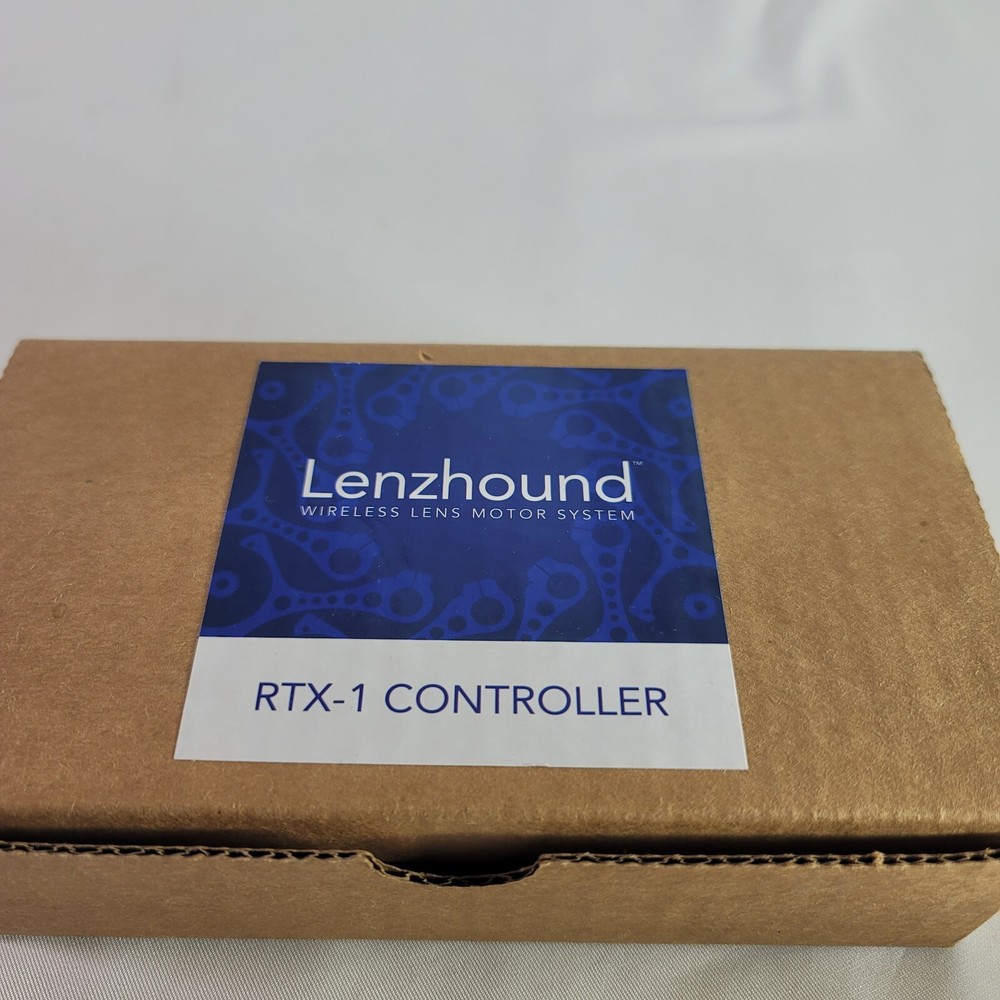 Lenzhound™
WIRELESS LENS MOTOR SYSTEM
RTX-1 CONTROLLER